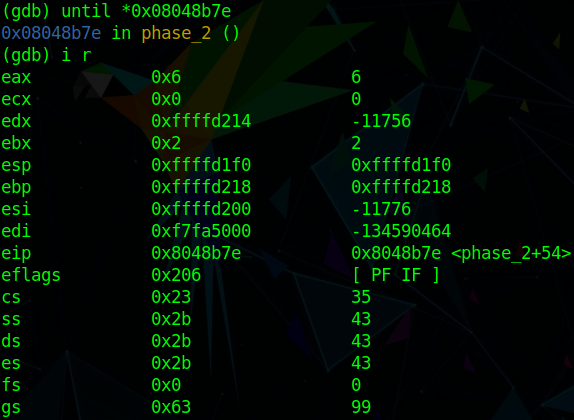 (gdb) until *0x08048b7e
0x08048b7e in phase_2 ()
(gdb) i r
eax 0x6 6
ecx 0x0 0
edx 0xffffd214 -11756
ebx 0x2 2
esp 0xffffd1f0 0xffffd1f0
ebp 0xffffd218 0xffffd218
esi 0xffffd200 -11776
edi 0xf7fa5000 -134590464
eip 0x8048b7e 0x8048b7e <phase_2+54>
eflags 0x206 [ PF IF ]
cs 0x23 35
ss 0x2b 43
ds 0x2b 43
es 0x2b 43
fs 0x0 0
gs 0x63 99